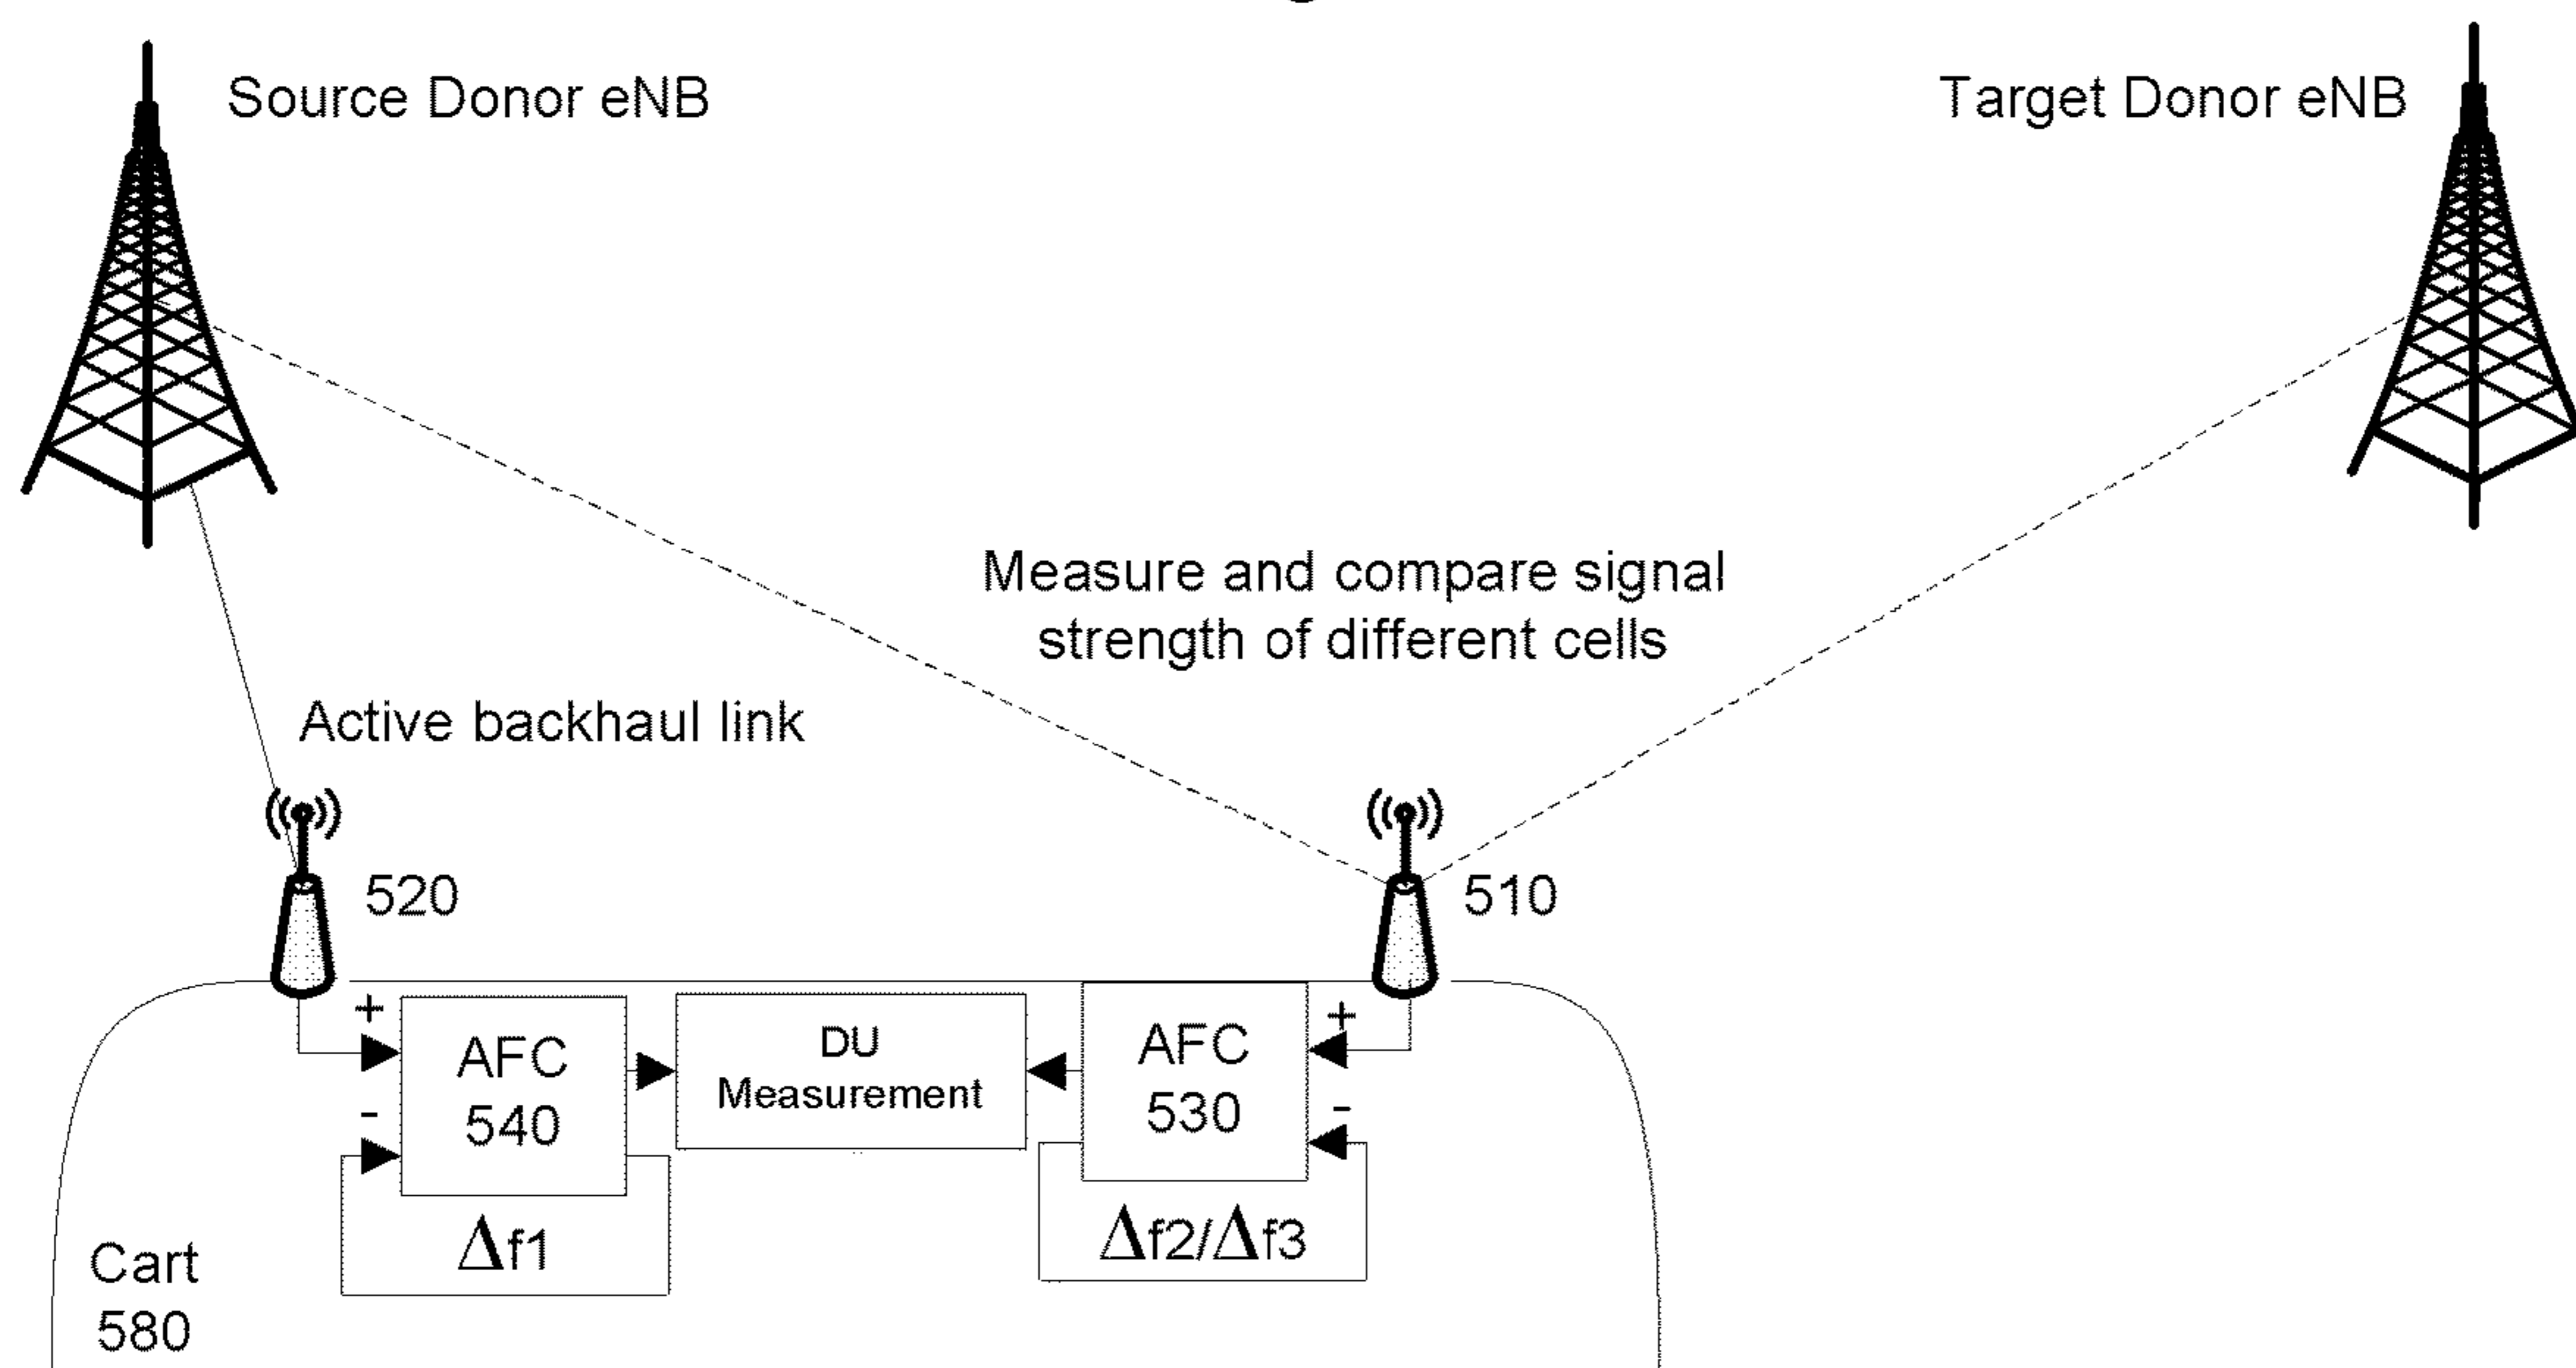 Source Donor eNB
Target Donor eNB
Measure and compare signal
strength of different cells
Active backhaul link
520
510
+
+
AFC
540
DU
Measurement
AFC
530
-
-
Δf1
Δf2/Δf3
Cart
580